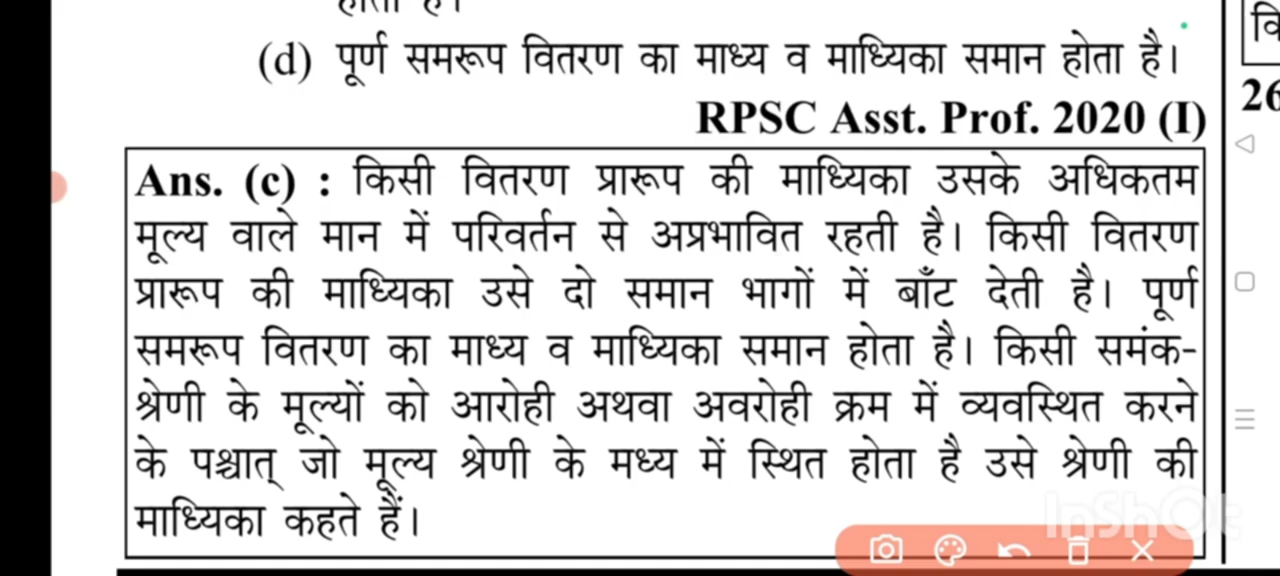 (d) पूर्ण समरूप वितरण का माध्य व माध्यिका समान होता है।
RPSC Asst. Prof. 2020 (I)
26
Ans. (c) : किसी वितरण प्रारूप की माध्यिका उसके अधिकतम
मूल्य वाले मान में परिवर्तन से अप्रभावित रहती है। किसी वितरण
प्रारूप की माध्यिका उसे दो समान भागों में बाँट देती है। पूर्ण
समरूप वितरण का माध्य व माध्यिका समान होता है। किसी समंक-
श्रेणी के मूल्यों को आरोही अथवा अवरोही क्रम में व्यवस्थित करने
के पश्चात् जो मूल्य श्रेणी के मध्य में स्थित होता है उसे श्रेणी की
माध्यिका कहते हैं।
InShOt